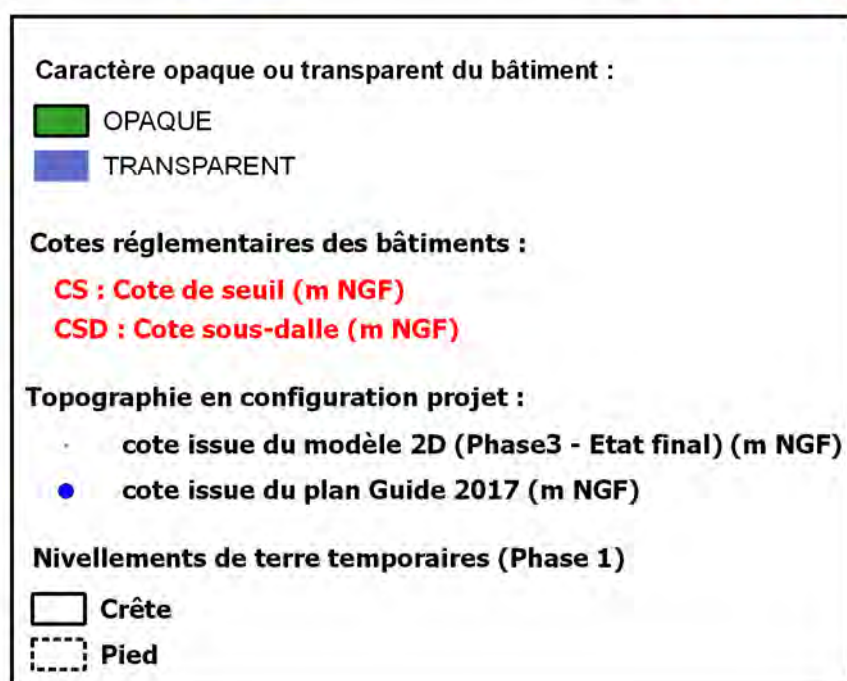 Caractère opaque ou transparent du bâtiment :
OPAQUE
TRANSPARENT
Cotes réglementaires des bâtiments :
CS : Cote de seuil (m NGF)
CSD : Cote sous-dalle (m NGF)
Topographie en configuration projet :
cote issue du modèle 2D (Phase3 - Etat final) (m NGF)
cote issue du plan Guide 2017 (m NGF)
Nivellements de terre temporaires (Phase 1)
Crête
Pied